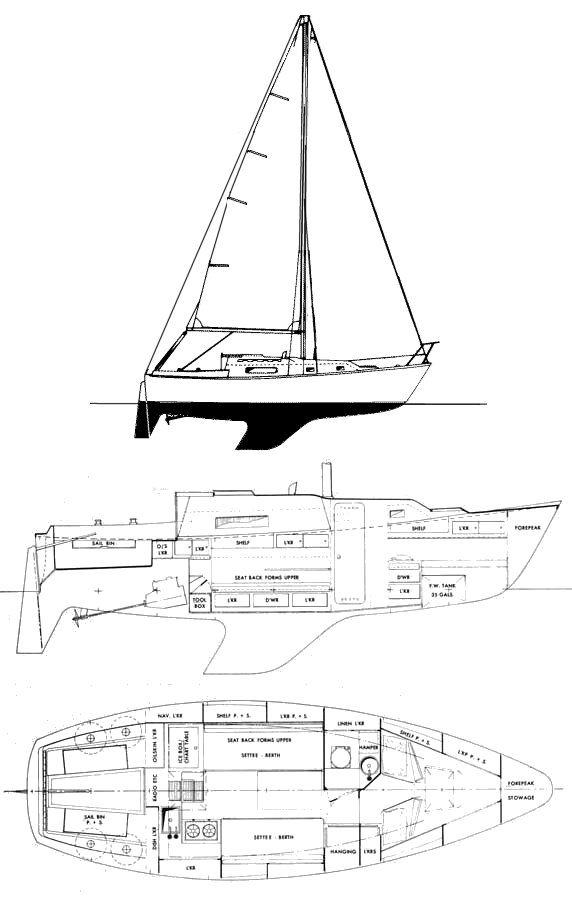 SAIL BIN
O/S
L'KR
L'KR
SHELF
L'KR
SEAT BACK FORMS UPPER
TOOL
BOX
L'KR
D'WR
L'KR
SHELF
L'KR
FOREPEAK
D'WR
L'KR
F.W. TANK
35 GALS.
NAV. L'KR
SHELF P. + S.
L'KR P. + S.
LINEN L'KR
SHELF P. + S.
L'KR P. + S.
OILSKIN L'KR
ICE BOX
CHART TABLE
SEAT BACK FORMS UPPER
SETTEE - BERTH
HAMPER
RADIO ETC
FOREPEAK
STOWAGE
SAIL BIN
P. + S.
DGH L'KR
SETTEE - BERTH
HANGING
L'KRS
L'KR